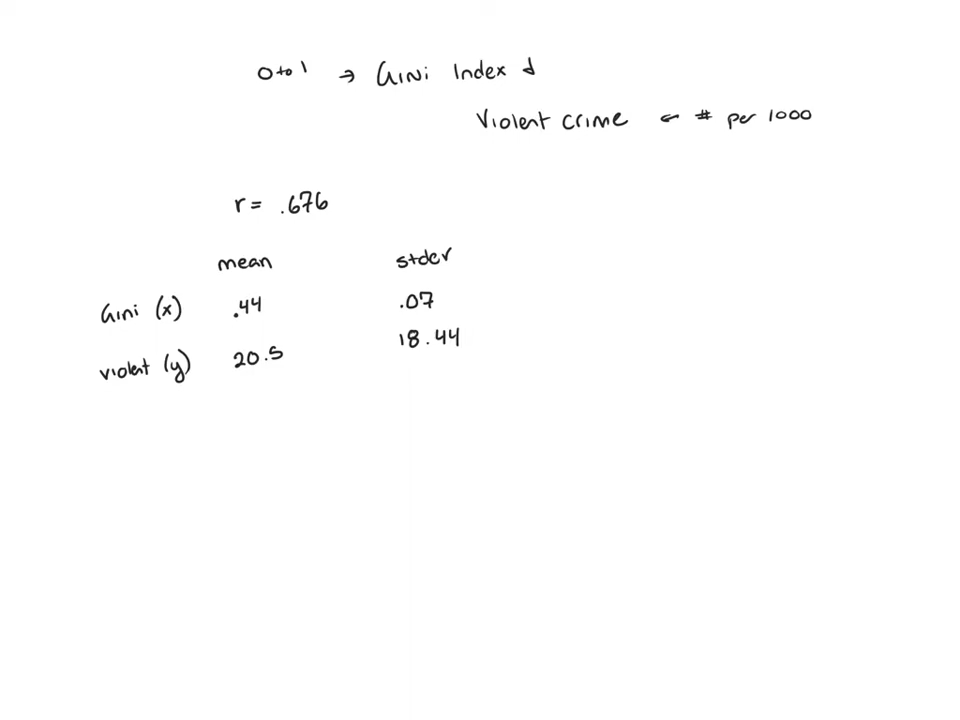 0 to 1 → Gini Index &
Violent crime ← # per 1000
r = .676
mean stdev
Gini (x) .44 .07
violent (y) 20.5 18.44